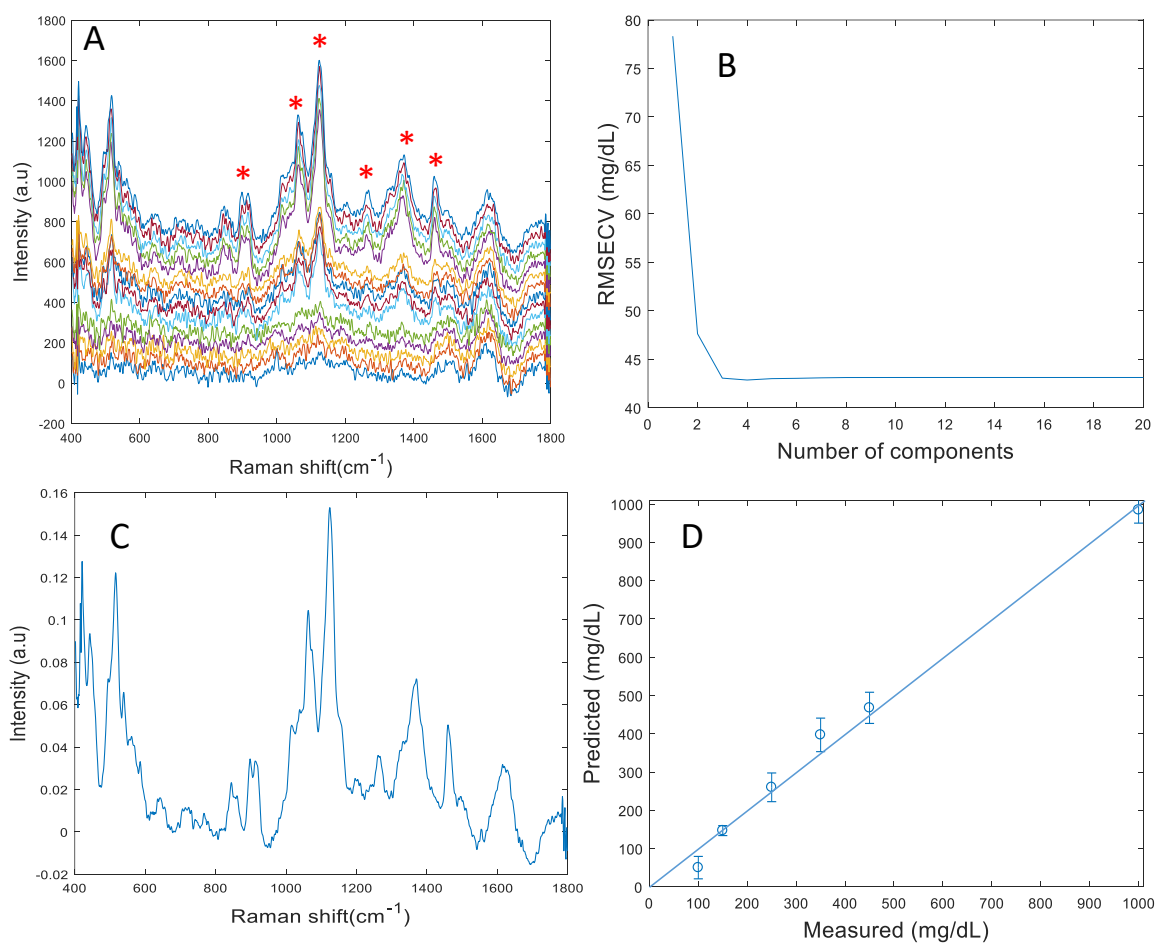 A
1800
1600
1400
1200
1000
800
600
400
200
0
-200
Intensity (a.u)
* * * * * *
400 600 800 1000 1200 1400 1600 1800
Raman shift(cm⁻¹)
B
80
75
70
65
60
55
50
45
40
RMSECV (mg/dL)
0 2 4 6 8 10 12 14 16 18 20
Number of components
C
0.16
0.14
0.12
0.1
0.08
0.06
0.04
0.02
0
-0.02
Intensity (a.u)
400 600 800 1000 1200 1400 1600 1800
Raman shift(cm⁻¹)
D
1000
900
800
700
600
500
400
300
200
100
0
Predicted (mg/dL)
0 100 200 300 400 500 600 700 800 900 1000
Measured (mg/dL)